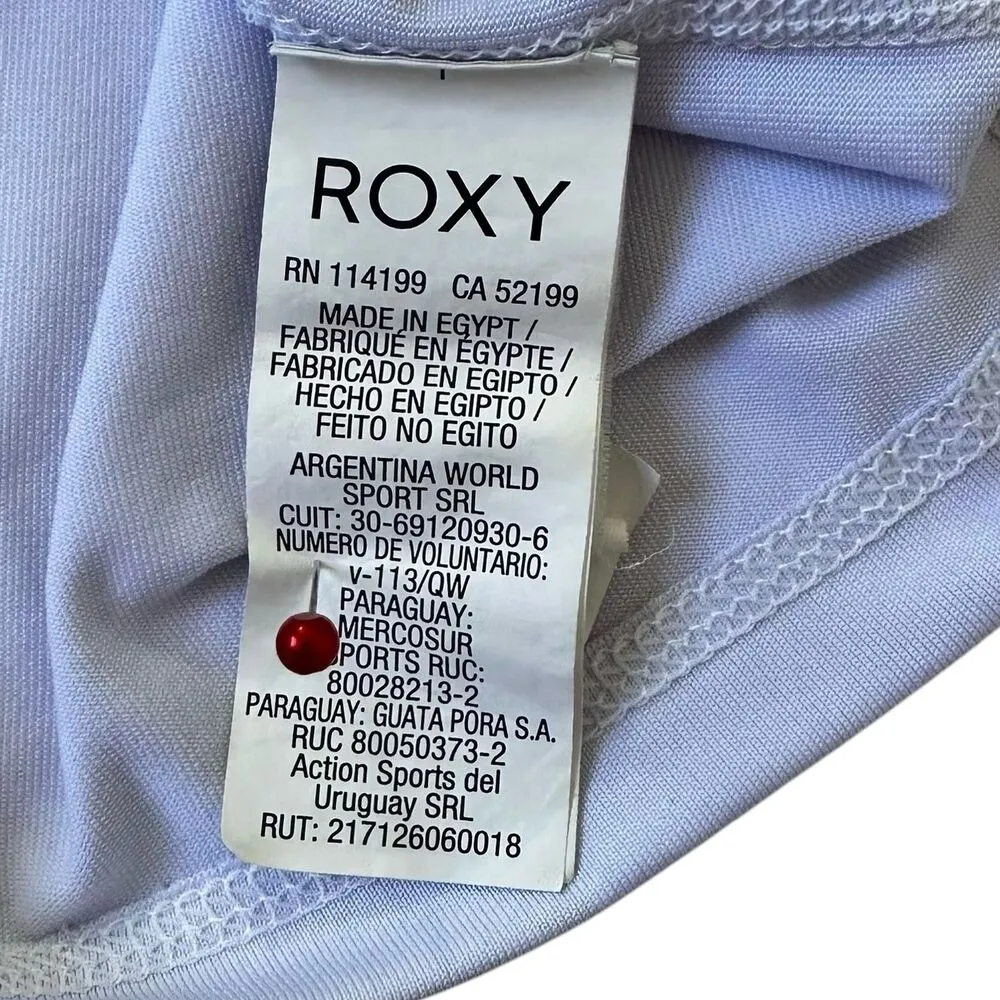 ROXY
RN 114199 CA 52199
MADE IN EGYPT /
FABRIQUÉ EN ÉGYPTE /
FABRICADO EN EGIPTO /
HECHO EN EGIPTO /
FEITO NO EGITO
ARGENTINA WORLD
SPORT SRL
CUIT: 30-69120930-6
NUMERO DE VOLUNTARIO:
V-113/QW
PARAGUAY:
MERCOSUR
PORTS RUC:
80028213-2
PARAGUAY: GUATA PORA S.A.
RUC 80050373-2
Action Sports del
Uruguay SRL
RUT: 217126060018